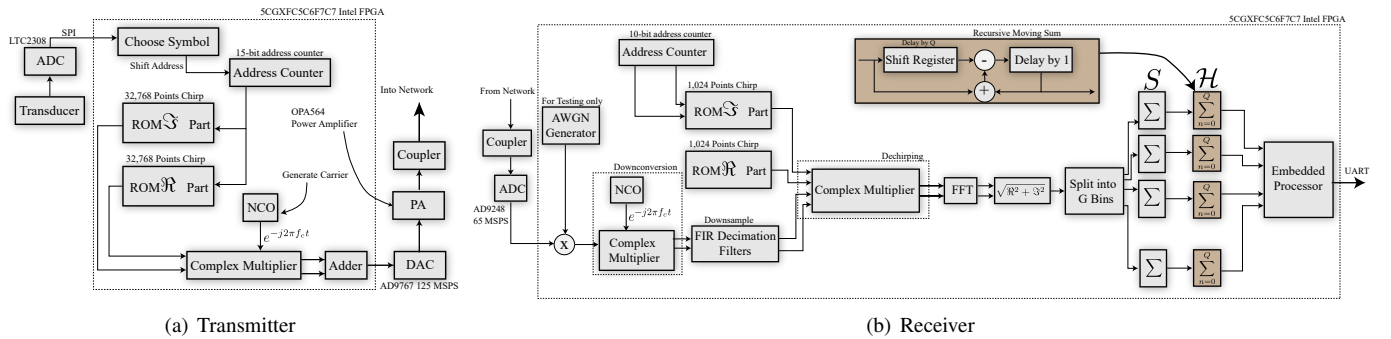 5CGXFC5C6F7C7 Intel FPGA
SPI
LTC2308
ADC
Transducer
Choose Symbol
Shift Address
15-bit address counter
Address Counter
32,768 Points Chirp
ROM ℑ Part
32,768 Points Chirp
ROM ℜ Part
OPA564
Power Amplifier
Into Network
Coupler
PA
Generate Carrier
NCO
e^{-j2πf_c t}
Complex Multiplier
Adder
DAC
AD9767 125 MSPS
(a) Transmitter
5CGXFC5C6F7C7 Intel FPGA
From Network
Coupler
ADC
AD9248
65 MSPS
For Testing only
AWGN
Generator
X
10-bit address counter
Address Counter
1,024 Points Chirp
ROM ℑ Part
1,024 Points Chirp
ROM ℜ Part
Downconversion
NCO
e^{-j2πf_c t}
Complex
Multiplier
Downsample
FIR Decimation
Filters
Dechirping
Complex Multiplier
FFT
√ℜ² + ℑ²
Split into
G Bins
Recursive Moving Sum
Delay by Q
Shift Register
-
Delay by 1
+
S
H
∑
∑
∑
∑
Q
∑
n=0
Q
∑
n=0
Q
∑
n=0
Q
∑
n=0
Embedded
Processor
UART
(b) Receiver